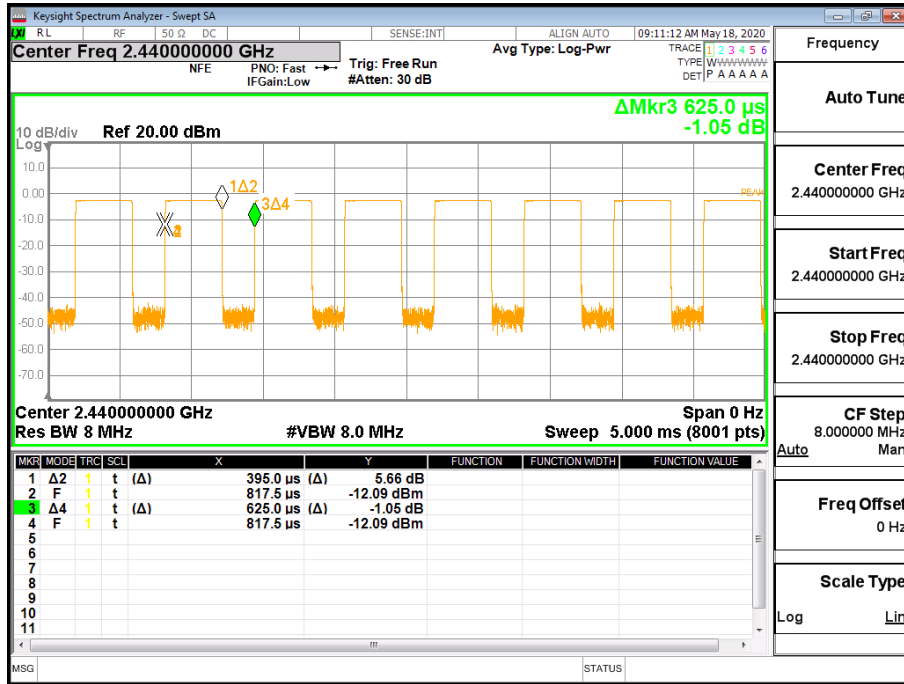 Keysight Spectrum Analyzer - Swept SA
LXI RL RF 50 Ω DC SENSE:INT ALIGN AUTO 09:11:12 AM May 18, 2020
Center Freq 2.440000000 GHz
NFE PNO: Fast IFGain:Low
Trig: Free Run
#Atten: 30 dB
Avg Type: Log-Pwr
TRACE 1 2 3 4 5 6
TYPE WWWWWW
DET P A A A A A
ΔMkr3 625.0 µs
-1.05 dB
10 dB/div Ref 20.00 dBm
Log
10.0
0.00
-10.0
-20.0
-30.0
-40.0
-50.0
-60.0
-70.0
1Δ2
3Δ4
PEAK
Center 2.440000000 GHz Span 0 Hz
Res BW 8 MHz #VBW 8.0 MHz Sweep 5.000 ms (8001 pts)
MKR MODE TRC SCL X Y FUNCTION FUNCTION WIDTH FUNCTION VALUE
1 Δ2 1 t (Δ) 395.0 µs (Δ) 5.66 dB
2 F 1 t 817.5 µs -12.09 dBm
3 Δ4 1 t (Δ) 625.0 µs (Δ) -1.05 dB
4 F 1 t 817.5 µs -12.09 dBm
5
6
7
8
9
10
11
MSG STATUS
Frequency
Auto Tune
Center Freq
2.440000000 GHz
Start Freq
2.440000000 GHz
Stop Freq
2.440000000 GHz
CF Step
8.000000 MHz
Auto Man
Freq Offset
0 Hz
Scale Type
Log Lin